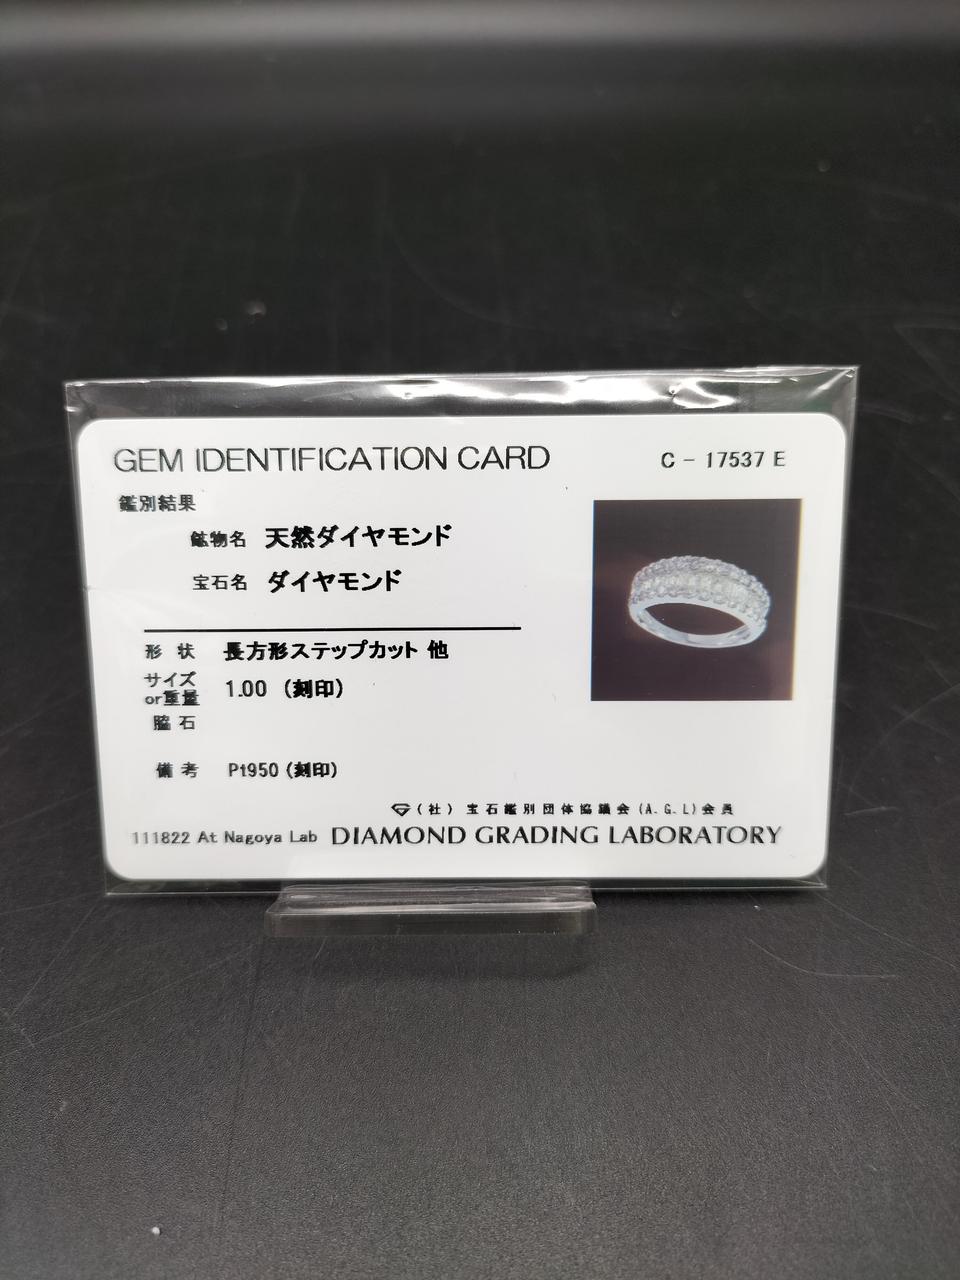 GEM IDENTIFICATION CARD
C - 17537 E
鑑別結果
鉱物名 天然ダイヤモンド
宝石名 ダイヤモンド
形 状 長方形ステップカット 他
サイズ
or重量 1.00 (刻印)
脇 石
備 考 Pt950 (刻印)
(社) 宝石鑑別団体協議会 (A.G.L) 会員
111822 At Nagoya Lab DIAMOND GRADING LABORATORY